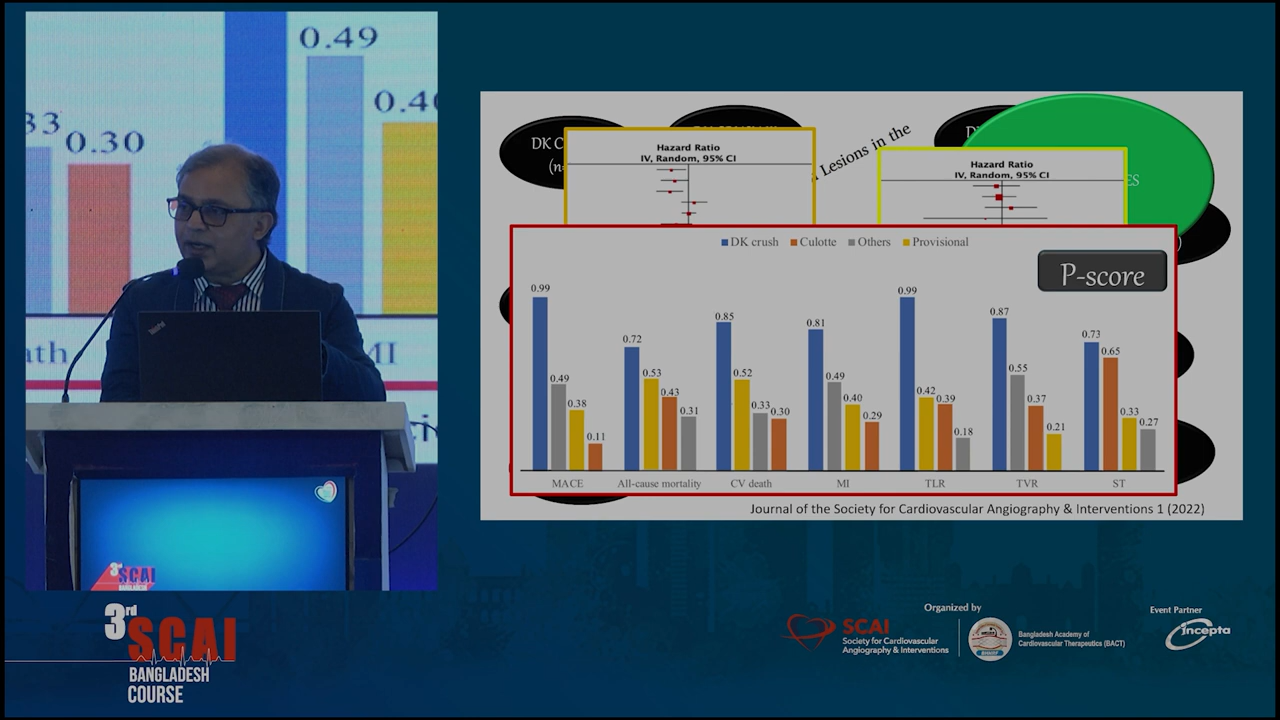 0.49
0.30
0.40
MI
DK C
Lesions in the
Hazard Ratio
IV, Random, 95% CI
Hazard Ratio
IV, Random, 95% CI
DK crush Culotte Others Provisional
P-score
0.99 0.49 0.38 0.11
0.72 0.53 0.43 0.31
0.85 0.52 0.33 0.30
0.81 0.49 0.40 0.29
0.99 0.42 0.39 0.18
0.87 0.55 0.37 0.21
0.73 0.65 0.33 0.27
MACE All-cause mortality CV death MI TLR TVR ST
Journal of the Society for Cardiovascular Angiography & Interventions 1 (2022)
ThinkPad
3rd SCAI
BANGLADESH
3rd
SCAI
BANGLADESH
COURSE
Organized by
SCAI
Society for Cardiovascular
Angiography & Interventions
Bangladesh Academy of
Cardiovascular Therapeutics (BACT)
Event Partner
incepta